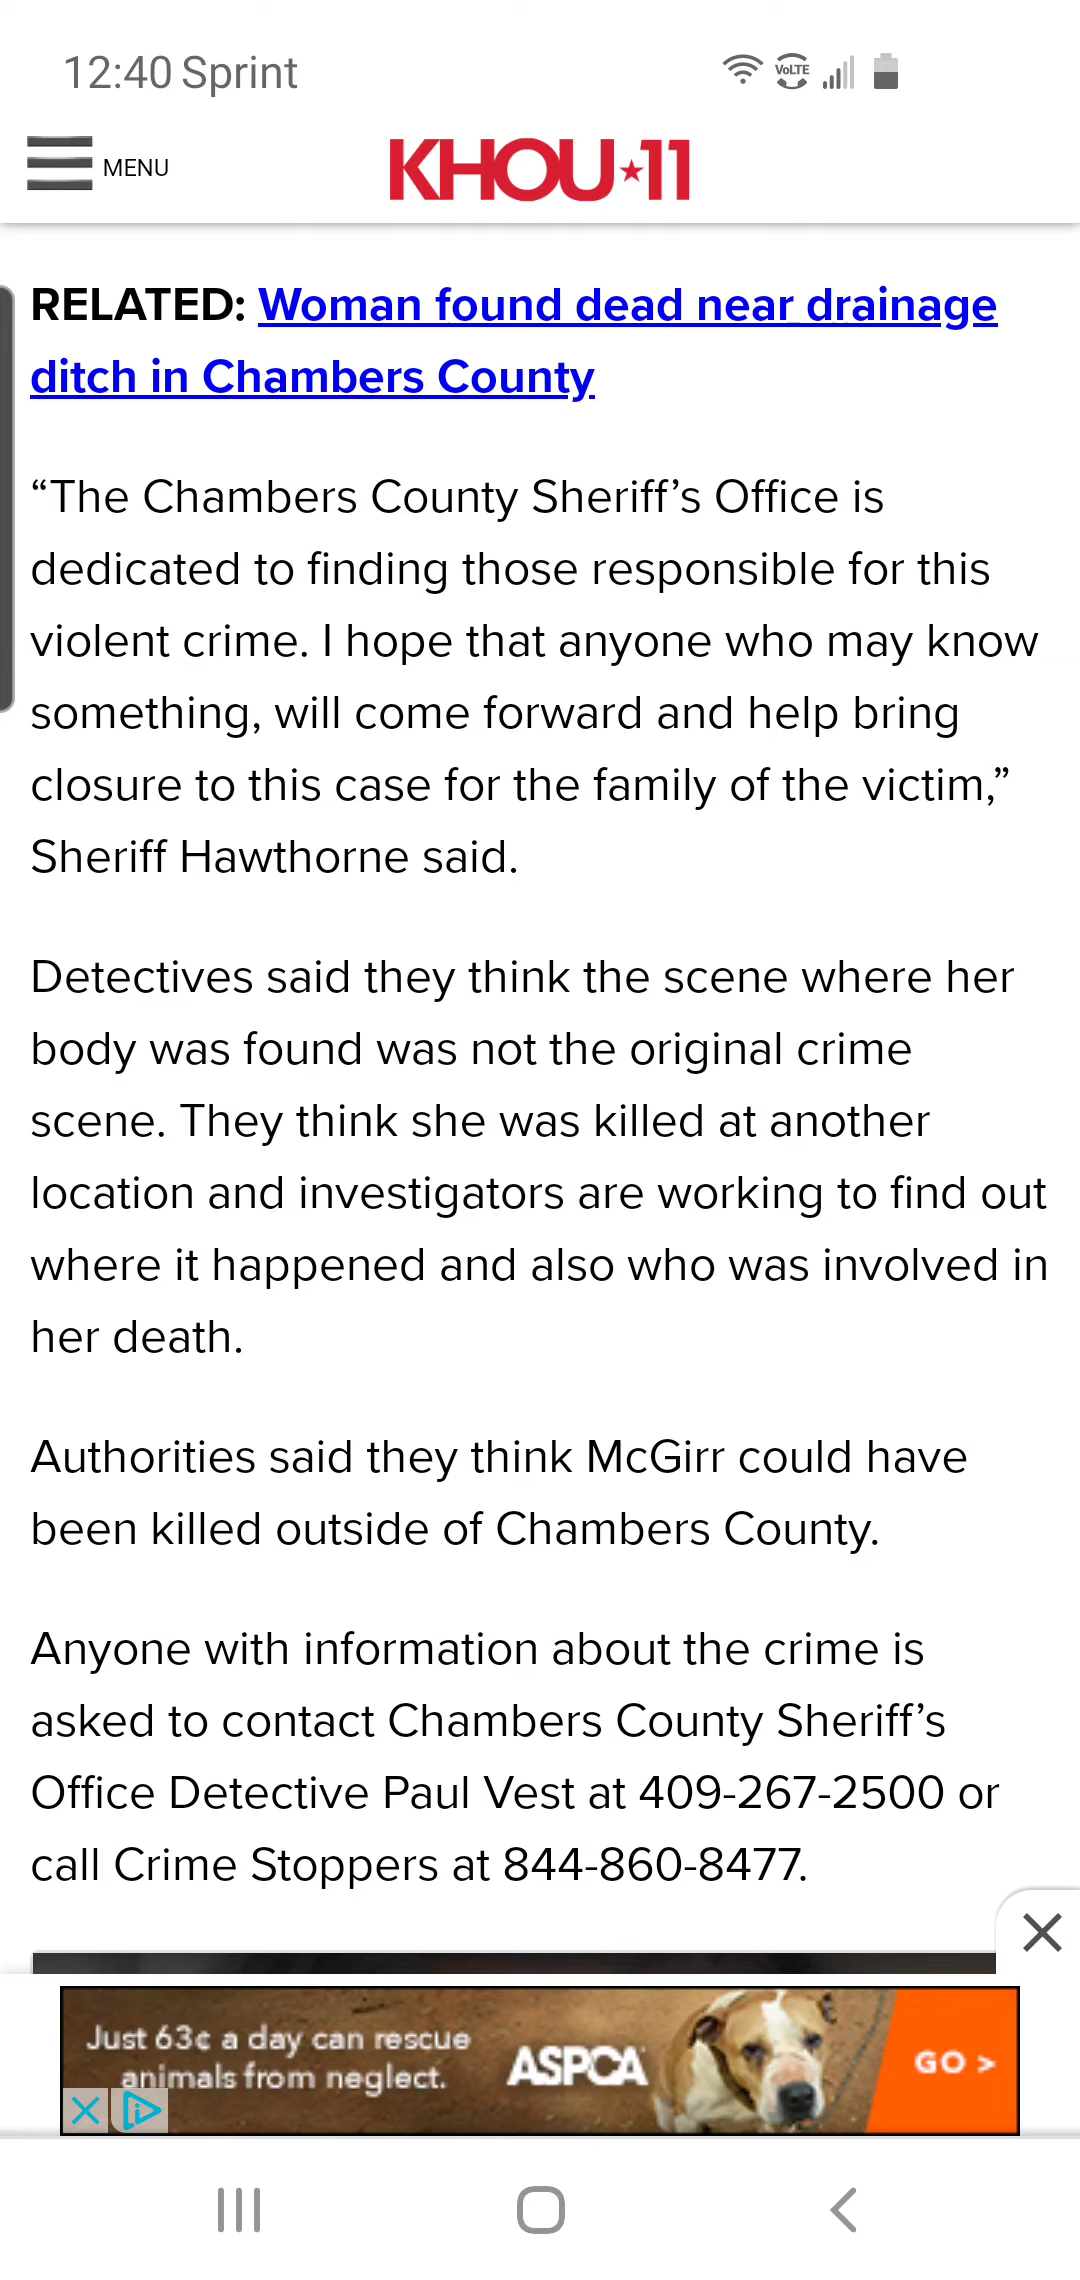 12:40 Sprint
VoLTE
MENU
KHOU★11
RELATED: Woman found dead near drainage
ditch in Chambers County
“The Chambers County Sheriff’s Office is
dedicated to finding those responsible for this
violent crime. I hope that anyone who may know
something, will come forward and help bring
closure to this case for the family of the victim,”
Sheriff Hawthorne said.
Detectives said they think the scene where her
body was found was not the original crime
scene. They think she was killed at another
location and investigators are working to find out
where it happened and also who was involved in
her death.
Authorities said they think McGirr could have
been killed outside of Chambers County.
Anyone with information about the crime is
asked to contact Chambers County Sheriff’s
Office Detective Paul Vest at 409-267-2500 or
call Crime Stoppers at 844-860-8477.
Just 63¢ a day can rescue
animals from neglect.
ASPCA
GO >